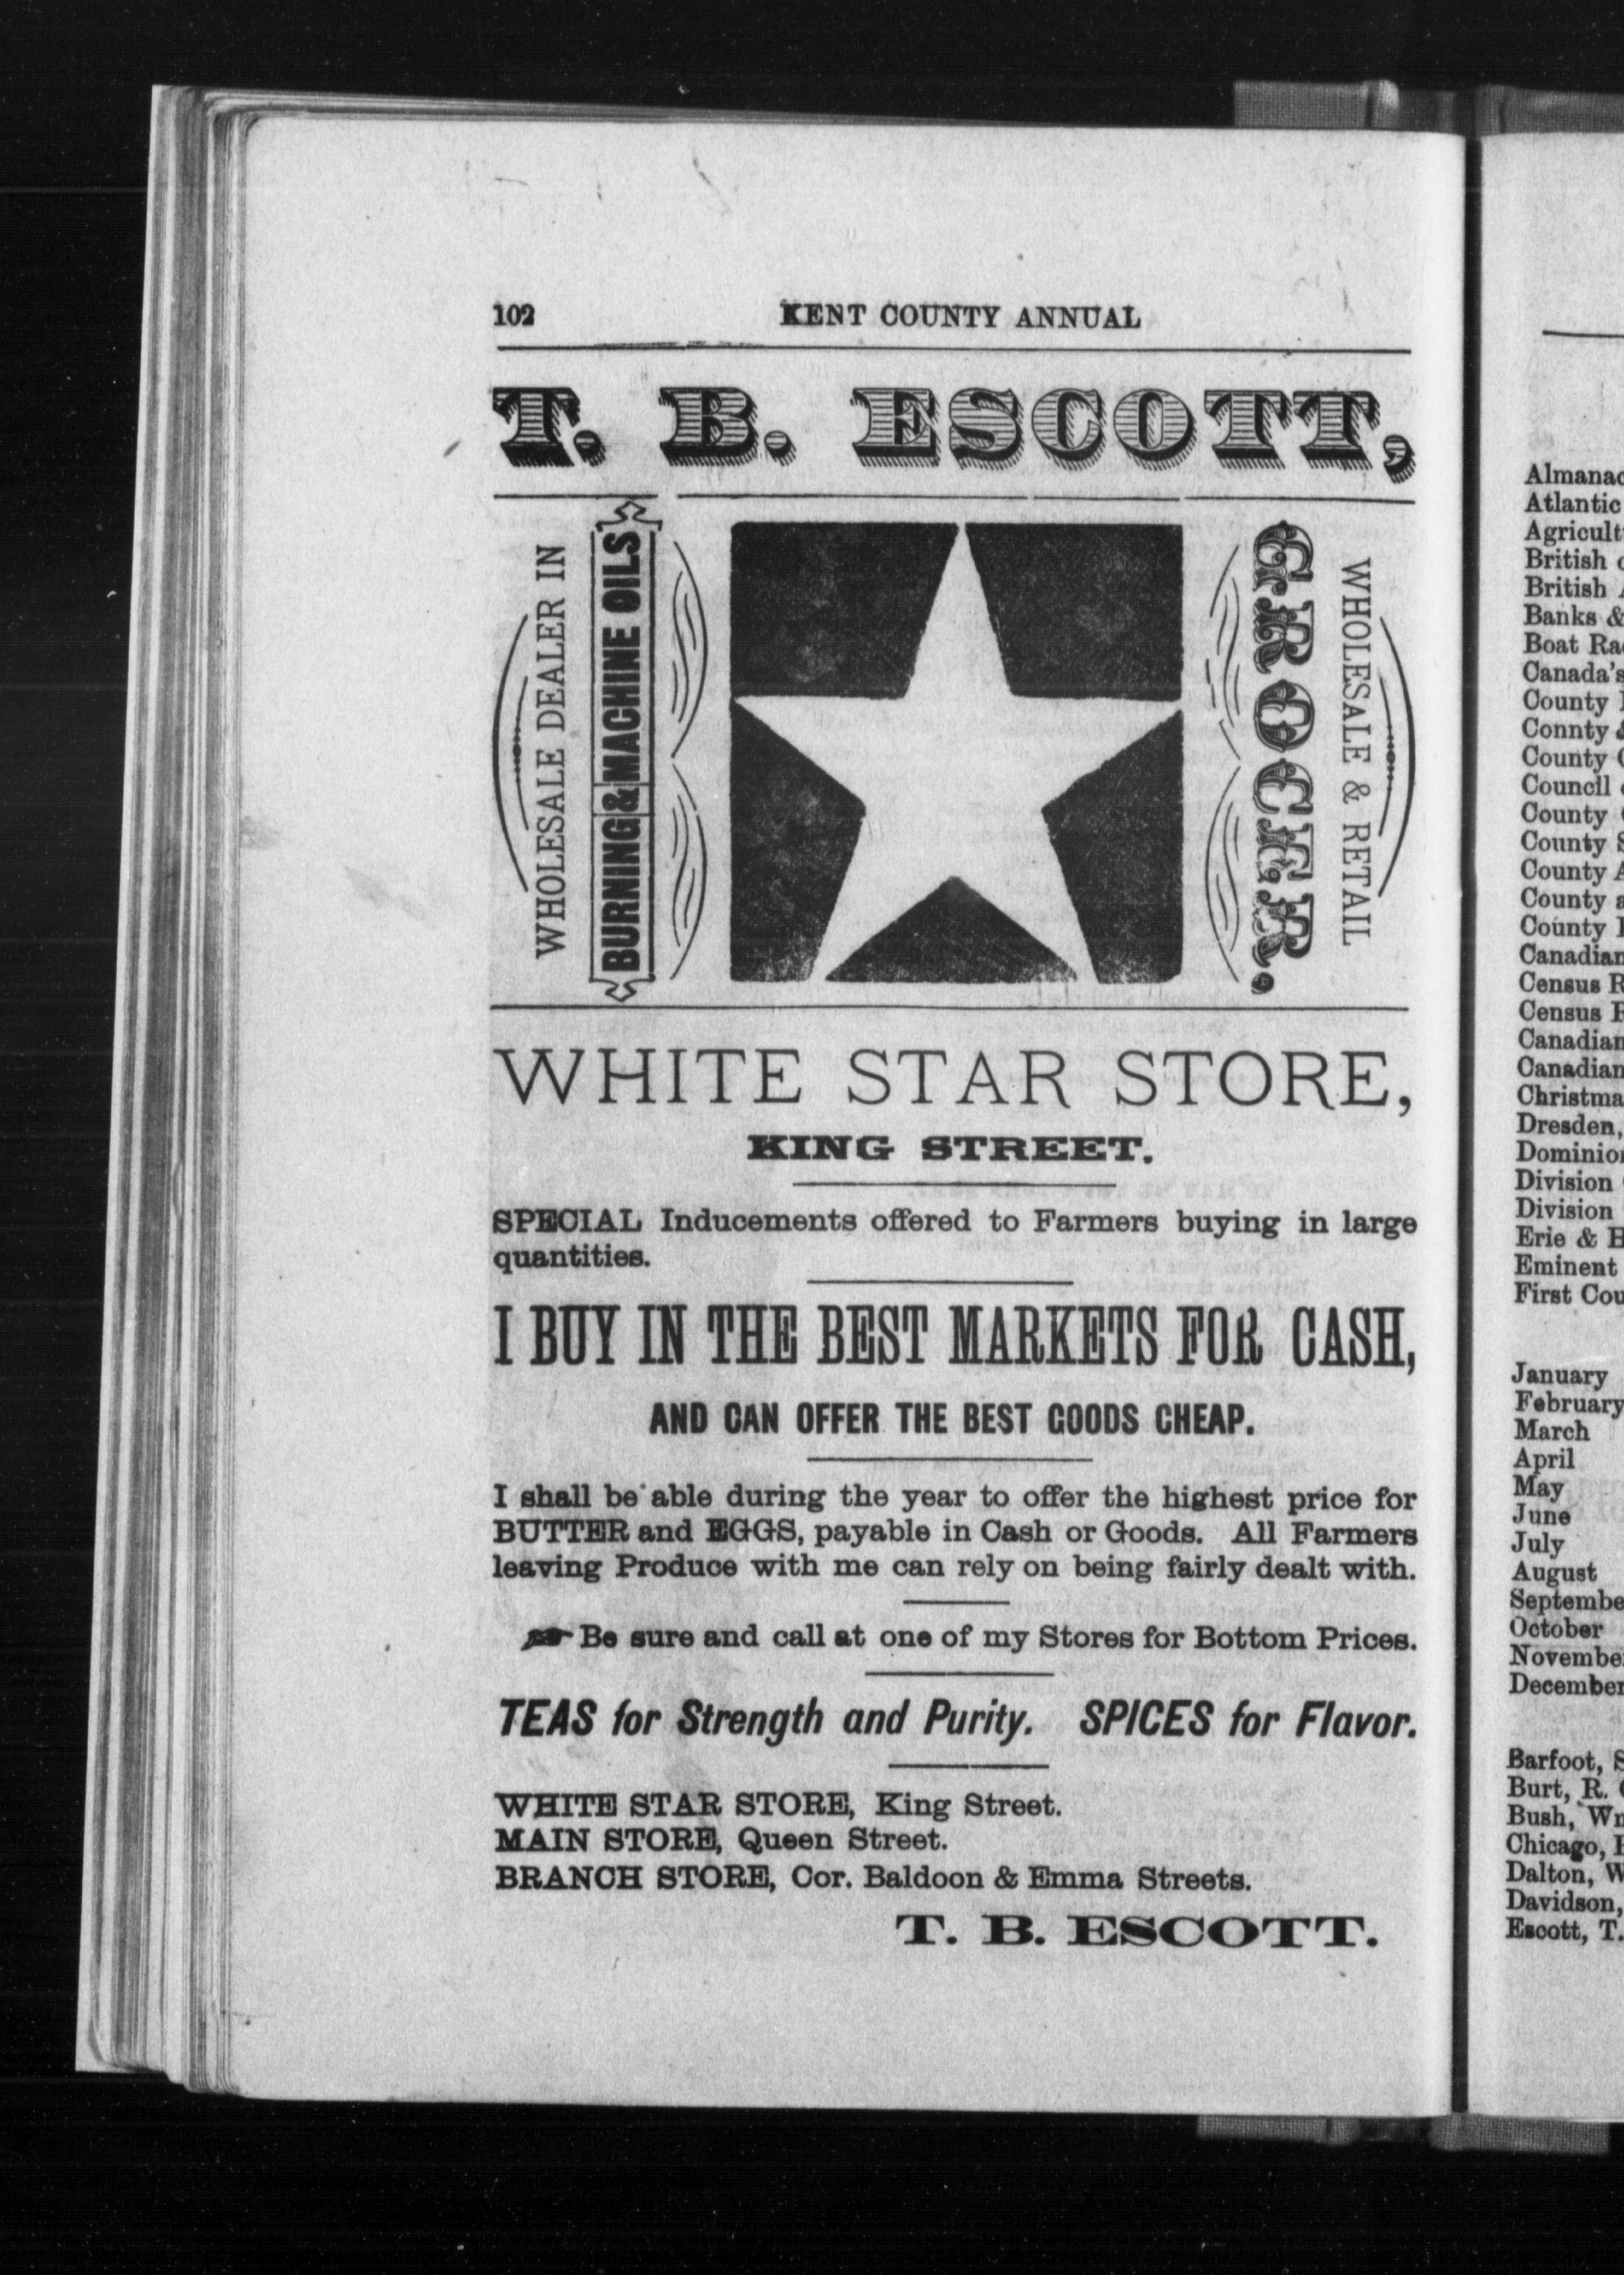 102 KENT COUNTY ANNUAL
T. B. ESCOTT,
WHOLESALE DEALER IN
BURNING & MACHINE OILS
GROCER.
WHOLESALE & RETAIL
WHITE STAR STORE,
KING STREET.
SPECIAL Inducements offered to Farmers buying in large
quantities.
I BUY IN THE BEST MARKETS FOR CASH,
AND CAN OFFER THE BEST GOODS CHEAP.
I shall be able during the year to offer the highest price for
BUTTER and EGGS, payable in Cash or Goods. All Farmers
leaving Produce with me can rely on being fairly dealt with.
Be sure and call at one of my Stores for Bottom Prices.
TEAS for Strength and Purity. SPICES for Flavor.
WHITE STAR STORE, King Street.
MAIN STORE, Queen Street.
BRANCH STORE, Cor. Baldoon & Emma Streets.
T. B. ESCOTT.
Atlantic
British
British
Banks &
Boat
Canada's
County
Connty
County
Council
County
County
County
County
County
Census
Census
Dresden,
Division
Division
Erie &
Eminent
First
January
February
March
April
May
June
July
August
October
Barfoot,
Burt, R.
Bush,
Chicago,
Dalton,
Davidson,
Escott, T.